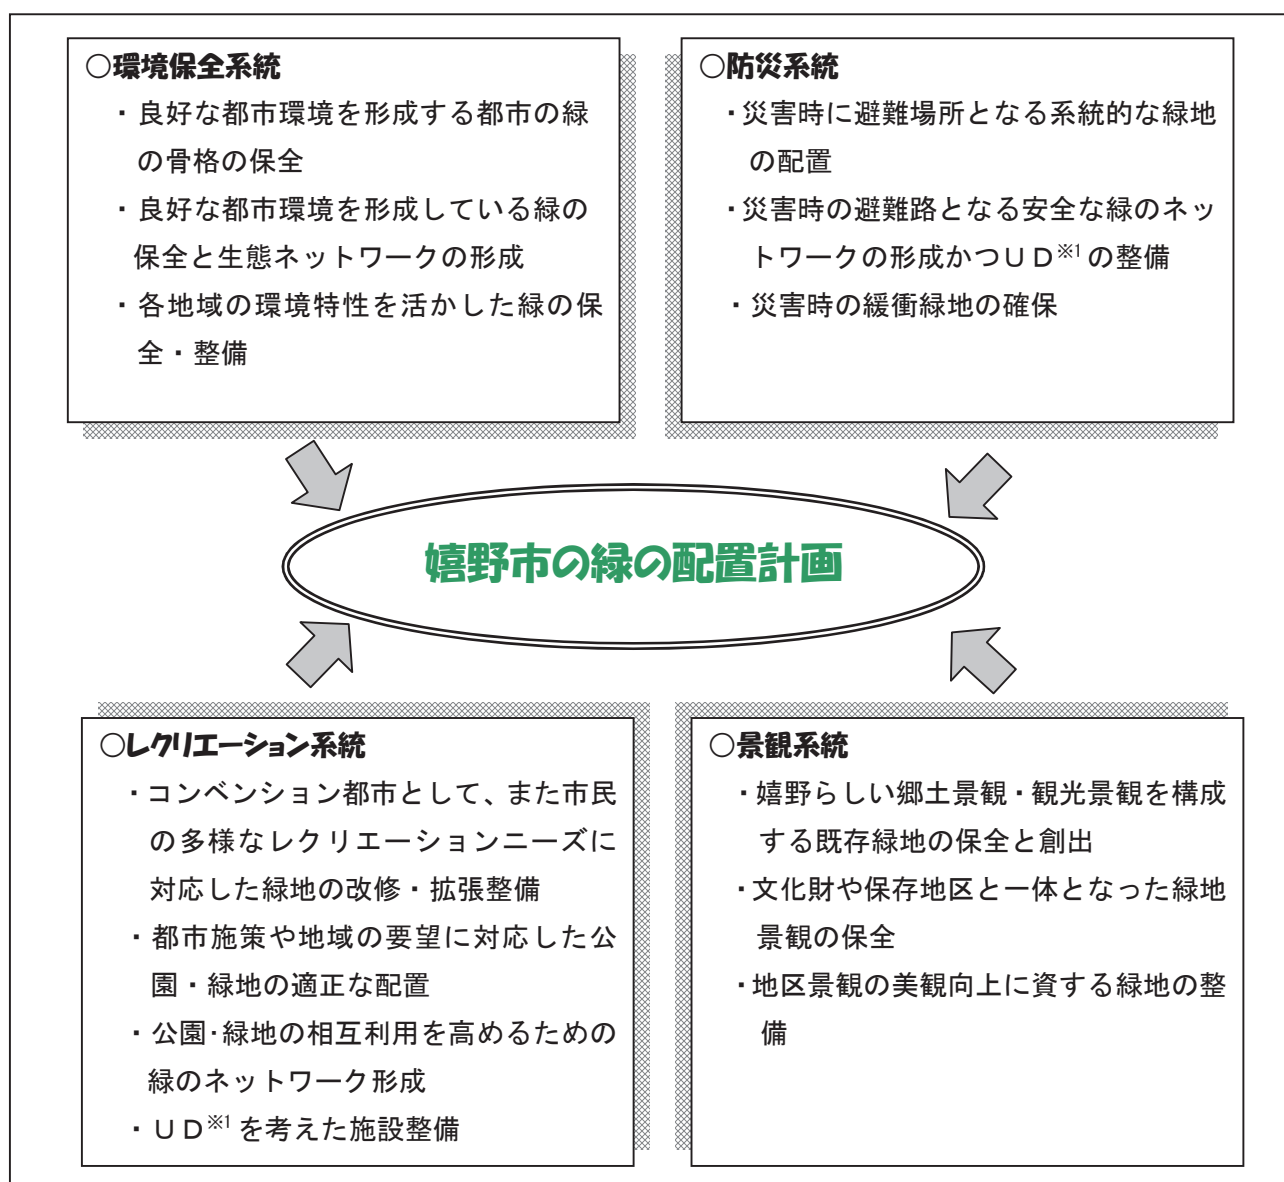 ○環境保全系統
・良好な都市環境を形成する都市の緑
の骨格の保全
・良好な都市環境を形成している緑の
保全と生態ネットワークの形成
・各地域の環境特性を活かした緑の保
全・整備
○防災系統
・災害時に避難場所となる系統的な緑地
の配置
・災害時の避難路となる安全な緑のネッ
トワークの形成かつＵＤ※1の整備
・災害時の緩衝緑地の確保
嬉野市の緑の配置計画
○レクリエーション系統
・コンベンション都市として、また市民
の多様なレクリエーションニーズに
対応した緑地の改修・拡張整備
・都市施策や地域の要望に対応した公
園・緑地の適正な配置
・公園・緑地の相互利用を高めるための
緑のネットワーク形成
・ＵＤ※1を考えた施設整備
○景観系統
・嬉野らしい郷土景観・観光景観を構成
する既存緑地の保全と創出
・文化財や保存地区と一体となった緑地
景観の保全
・地区景観の美観向上に資する緑地の整
備